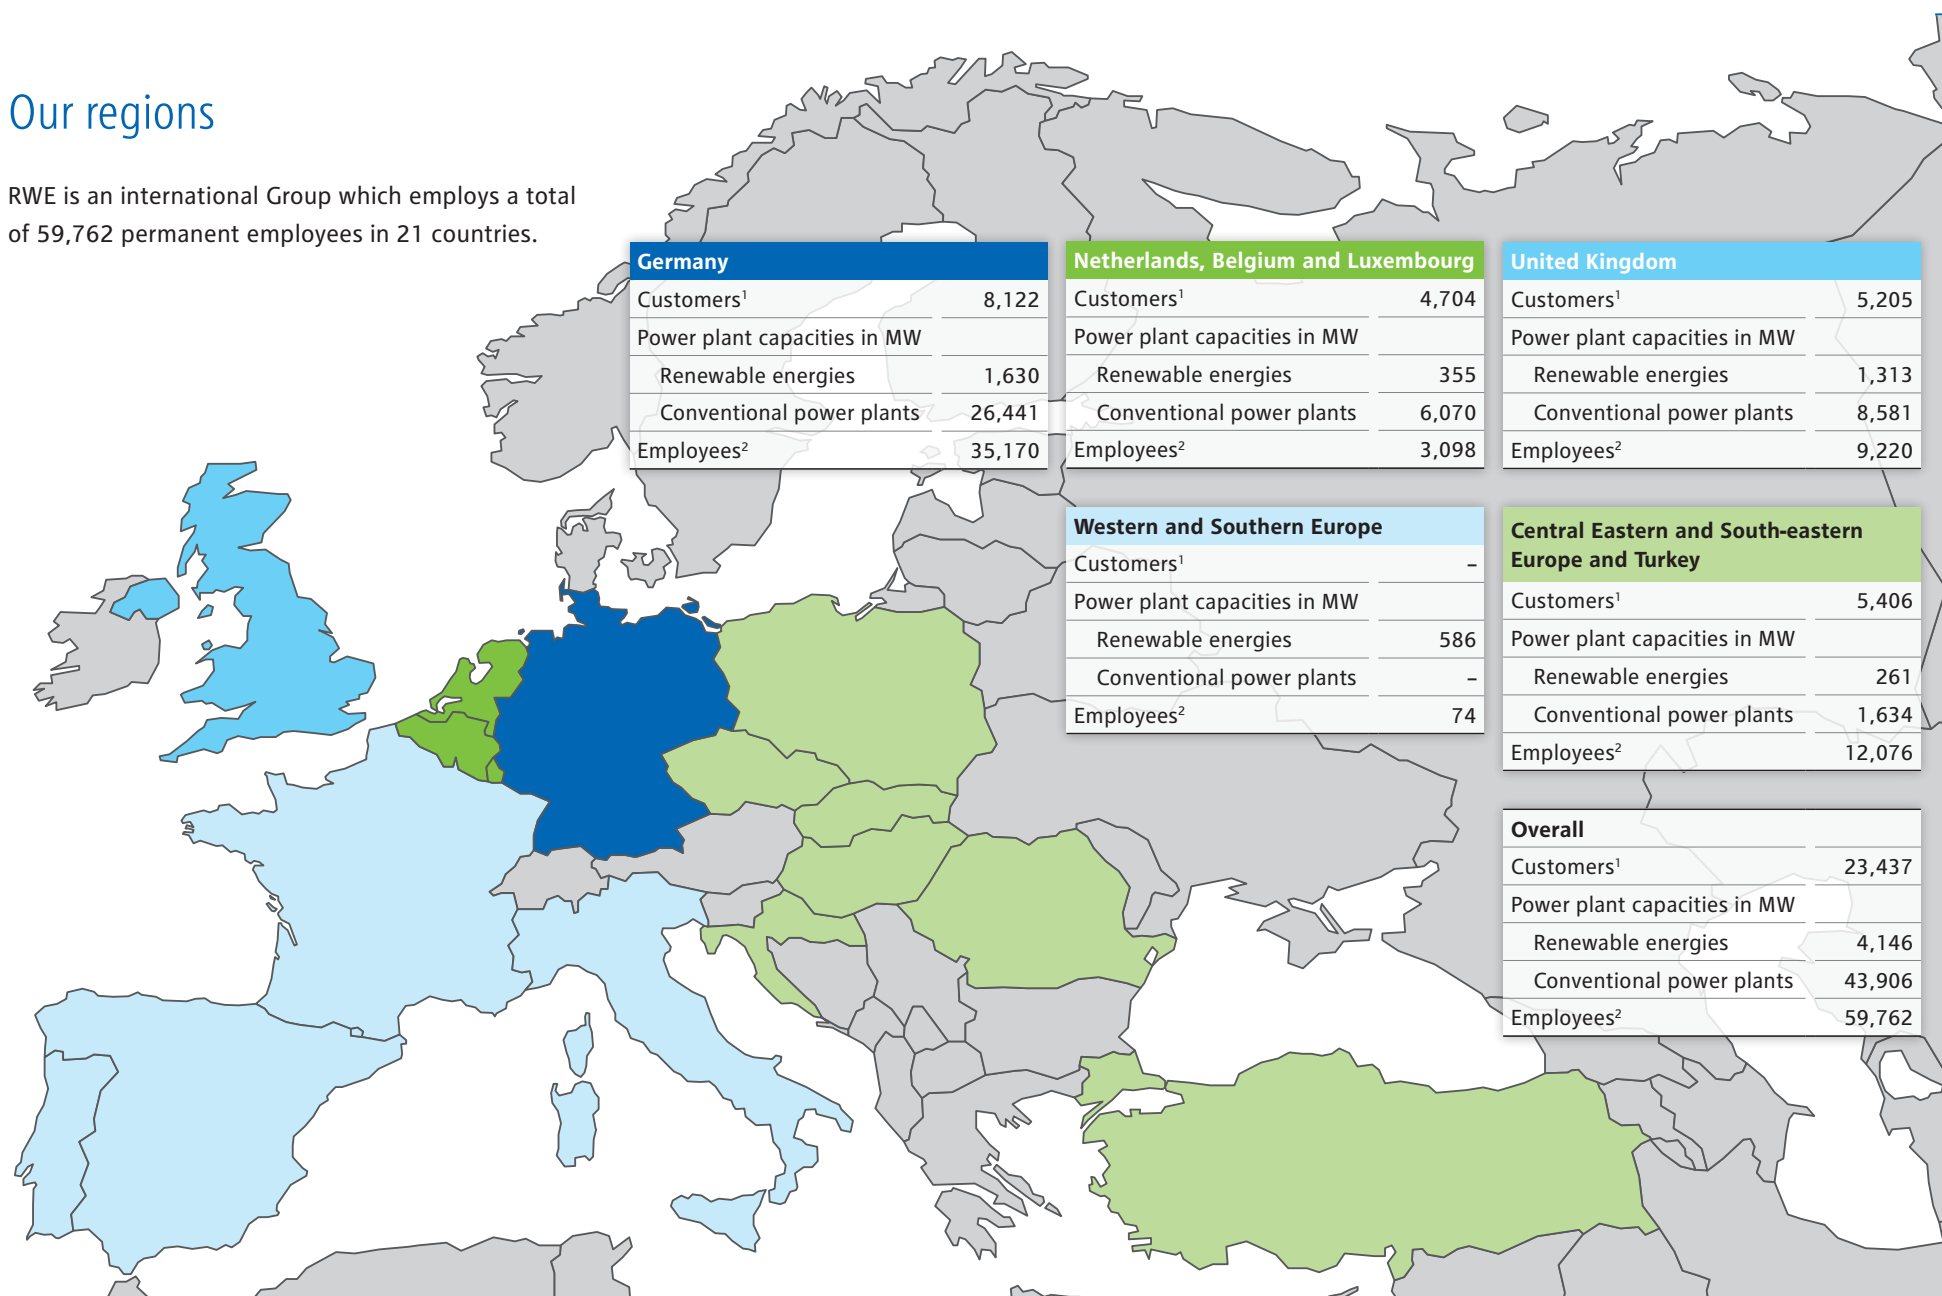 Our regions
RWE is an international Group which employs a total
of 59,762 permanent employees in 21 countries.
Germany
Customers¹ 8,122
Power plant capacities in MW
Renewable energies 1,630
Conventional power plants 26,441
Employees² 35,170
Netherlands, Belgium and Luxembourg
Customers¹ 4,704
Power plant capacities in MW
Renewable energies 355
Conventional power plants 6,070
Employees² 3,098
United Kingdom
Customers¹ 5,205
Power plant capacities in MW
Renewable energies 1,313
Conventional power plants 8,581
Employees² 9,220
Western and Southern Europe
Customers¹ –
Power plant capacities in MW
Renewable energies 586
Conventional power plants –
Employees² 74
Central Eastern and South-eastern
Europe and Turkey
Customers¹ 5,406
Power plant capacities in MW
Renewable energies 261
Conventional power plants 1,634
Employees² 12,076
Overall
Customers¹ 23,437
Power plant capacities in MW
Renewable energies 4,146
Conventional power plants 43,906
Employees² 59,762